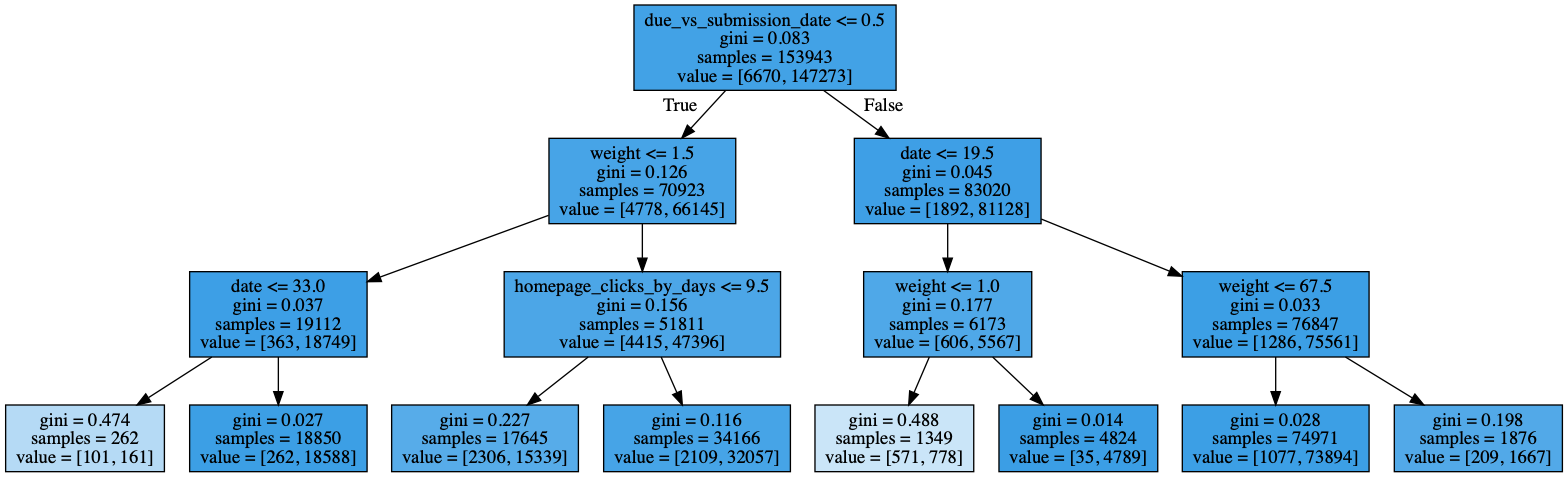 due_vs_submission_date <= 0.5
gini = 0.083
samples = 153943
value = [6670, 147273]
True
False
weight <= 1.5
gini = 0.126
samples = 70923
value = [4778, 66145]
date <= 19.5
gini = 0.045
samples = 83020
value = [1892, 81128]
date <= 33.0
gini = 0.037
samples = 19112
value = [363, 18749]
homepage_clicks_by_days <= 9.5
gini = 0.156
samples = 51811
value = [4415, 47396]
weight <= 1.0
gini = 0.177
samples = 6173
value = [606, 5567]
weight <= 67.5
gini = 0.033
samples = 76847
value = [1286, 75561]
gini = 0.474
samples = 262
value = [101, 161]
gini = 0.027
samples = 18850
value = [262, 18588]
gini = 0.227
samples = 17645
value = [2306, 15339]
gini = 0.116
samples = 34166
value = [2109, 32057]
gini = 0.488
samples = 1349
value = [571, 778]
gini = 0.014
samples = 4824
value = [35, 4789]
gini = 0.028
samples = 74971
value = [1077, 73894]
gini = 0.198
samples = 1876
value = [209, 1667]